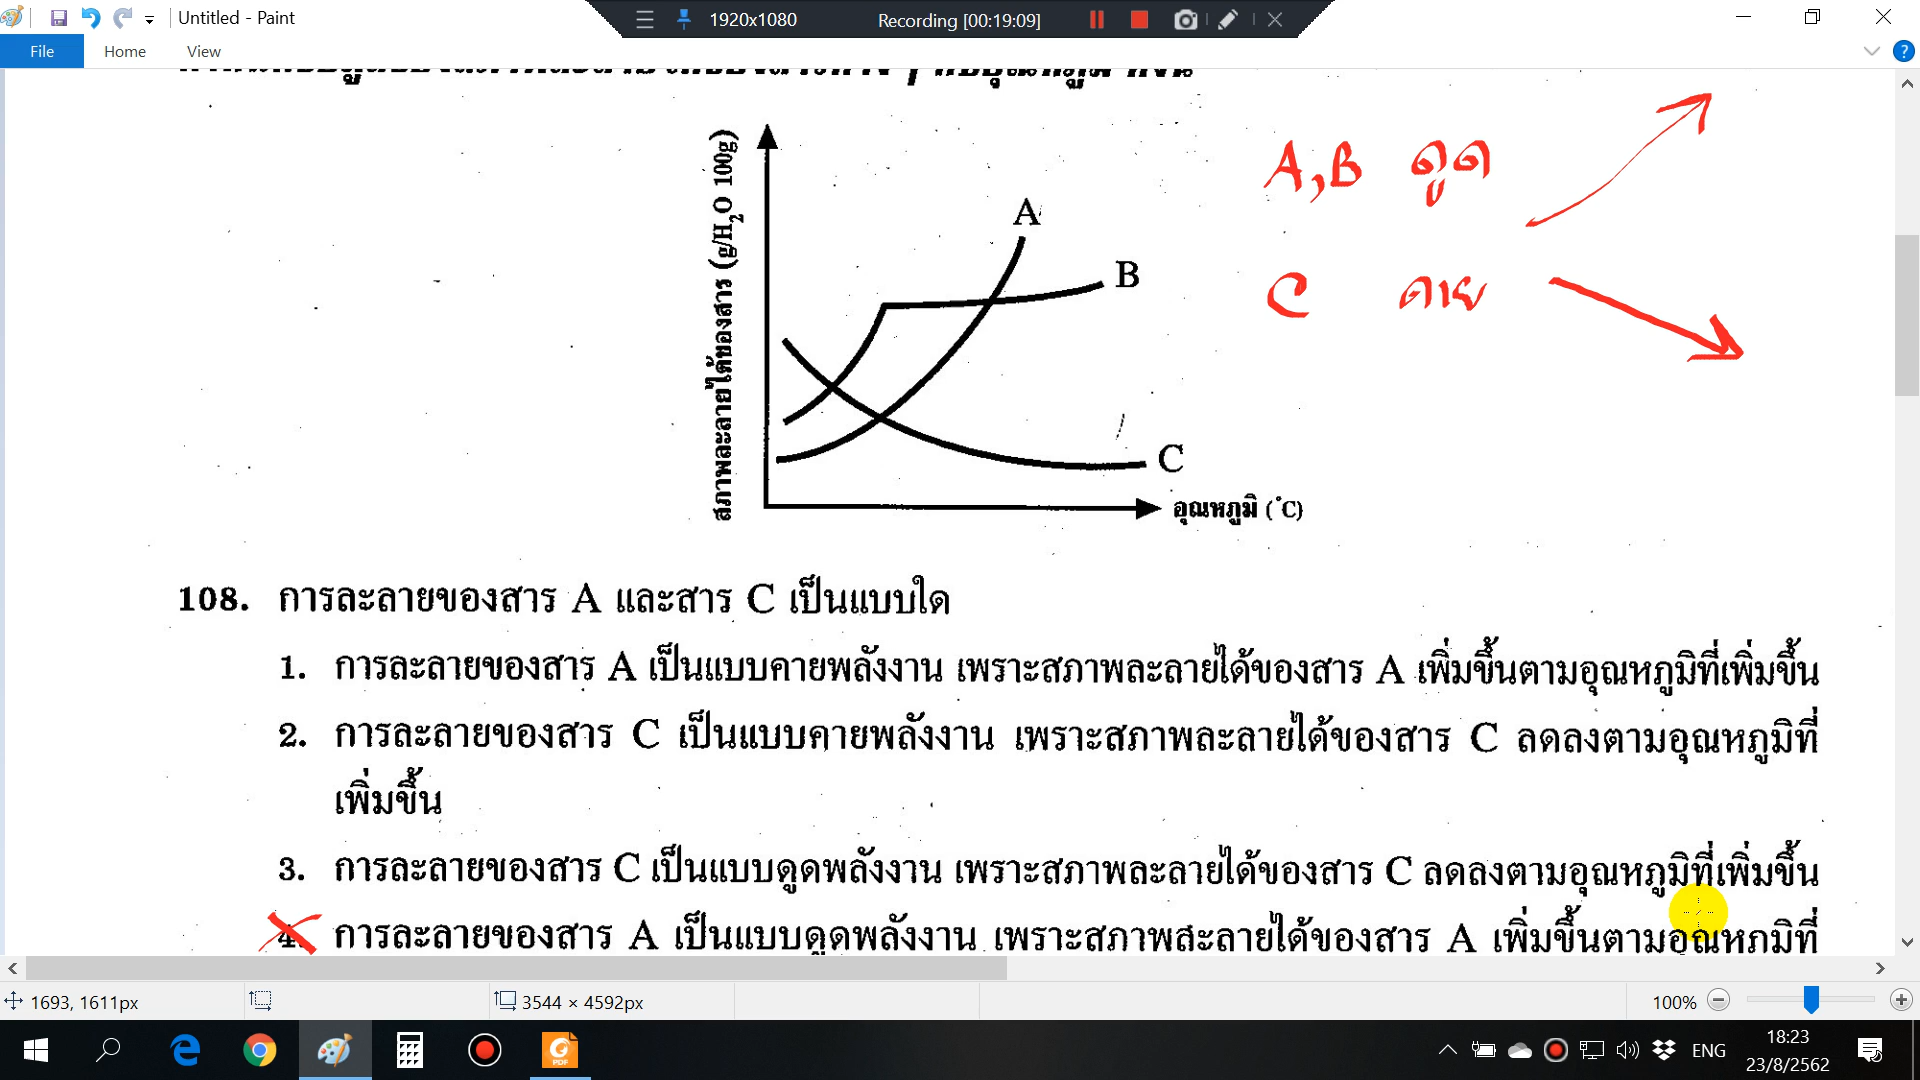 Untitled - Paint
1920x1080
Recording [00:19:09]
File
Home
View
สภาพละลายได้ของสาร (g/H₂O 100g)
A
B
C
อุณหภูมิ (°C)
A,B ดูด
C คาย
108. การละลายของสาร A และสาร C เป็นแบบใด
1. การละลายของสาร A เป็นแบบคายพลังงาน เพราะสภาพละลายได้ของสาร A เพิ่มขึ้นตามอุณหภูมิที่เพิ่มขึ้น
2. การละลายของสาร C เป็นแบบคายพลังงาน เพราะสภาพละลายได้ของสาร C ลดลงตามอุณหภูมิที่
เพิ่มขึ้น
3. การละลายของสาร C เป็นแบบดูดพลังงาน เพราะสภาพละลายได้ของสาร C ลดลงตามอุณหภูมิที่เพิ่มขึ้น
4. การละลายของสาร A เป็นแบบดูดพลังงาน เพราะสภาพละลายได้ของสาร A เพิ่มขึ้นตามอุณหภูมิที่
1693, 1611px
3544 × 4592px
100%
PDF
ENG
18:23
23/8/2562